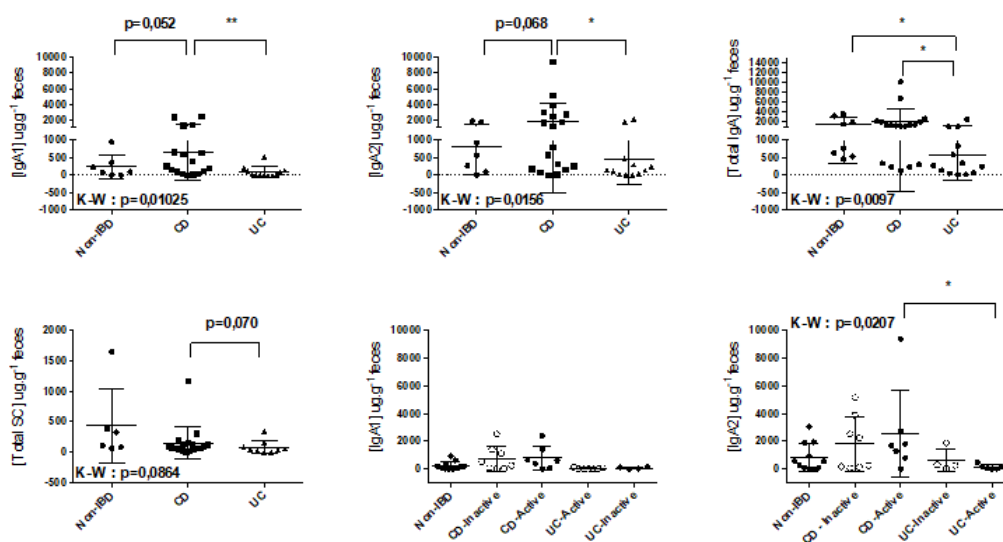 p=0,052
**
[IgA1] ug.g⁻¹ feces
10000
8000
6000
4000
2000
1000
500
0
-500
-1000
K-W : p=0,01025
Non-IBD
CD
UC
p=0,068
*
[IgA2] ug.g⁻¹ feces
10000
8000
6000
4000
2000
1000
500
0
-500
-1000
K-W : p=0,0156
Non-IBD
CD
UC
*
*
[Total IgA] ug.g⁻¹ feces
14000
12000
10000
8000
6000
4000
2000
1000
500
0
-500
-1000
K-W : p=0,0097
Non-IBD
CD
UC
p=0,070
[Total SC] ug.g⁻¹ feces
2000
1500
1000
500
0
-500
K-W : p=0,0864
Non-IBD
CD
UC
[IgA1] ug.g⁻¹ feces
10000
8000
6000
4000
2000
0
Non-IBD
CD-Inactive
CD-Active
UC-Active
UC-Inactive
*
K-W : p=0,0207
[IgA2] ug.g⁻¹ feces
10000
8000
6000
4000
2000
0
Non-IBD
CD - Inactive
CD-Active
UC-Inactive
UC-Active